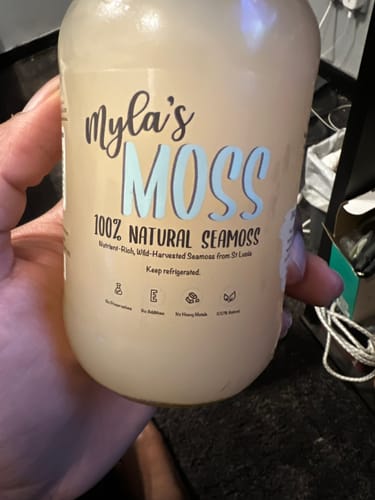 Myla's
MOSS
100% NATURAL SEAMOSS
Nutrient-Rich, Wild-Harvested Seamoss from St Lucia
Keep refrigerated.
No Preservatives
No Additives
No Heavy Metals
100% Natural